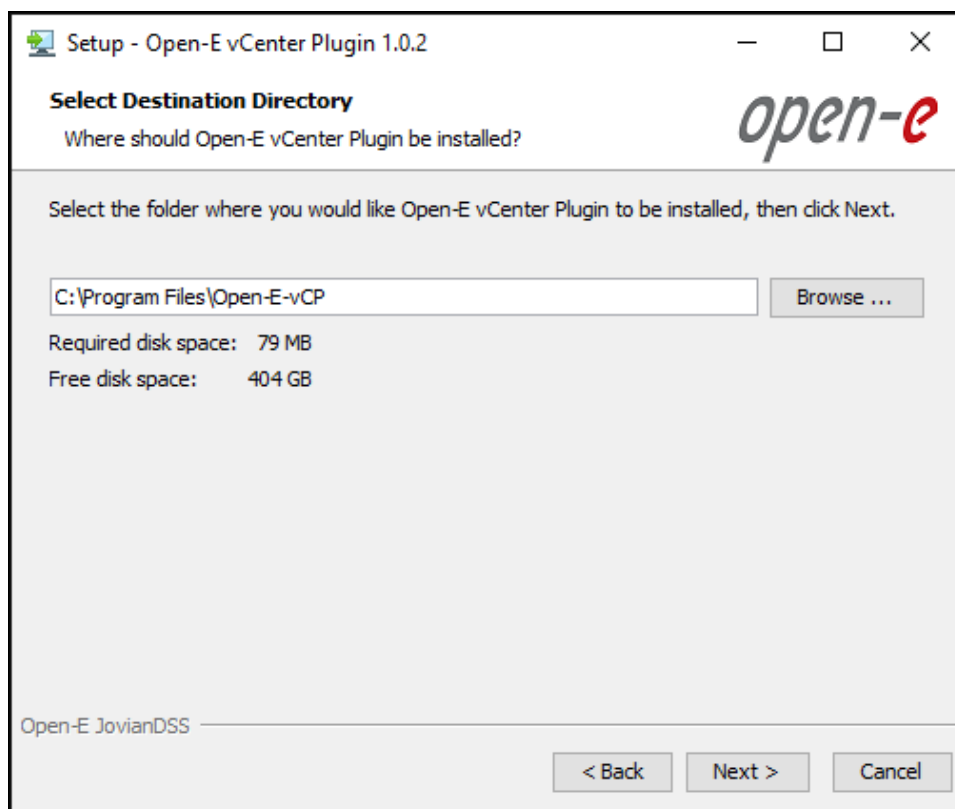 Setup - Open-E vCenter Plugin 1.0.2
Select Destination Directory
Where should Open-E vCenter Plugin be installed?
open-e
Select the folder where you would like Open-E vCenter Plugin to be installed, then click Next.
C:\Program Files\Open-E-vCP
Browse ...
Required disk space: 79 MB
Free disk space: 404 GB
Open-E JovianDSS
< Back
Next >
Cancel